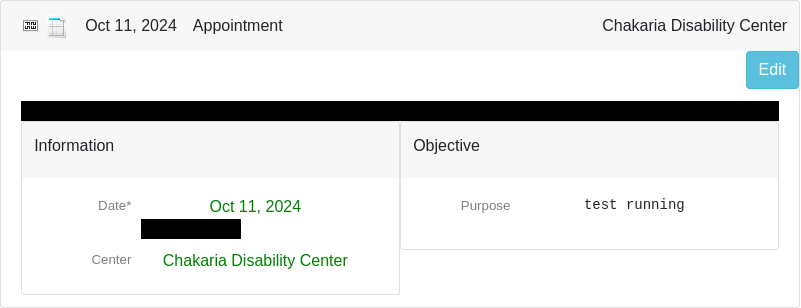 Oct 11, 2024 Appointment Chakaria Disability Center
Edit
Information
Objective
Date* Oct 11, 2024
Purpose test running
Center Chakaria Disability Center